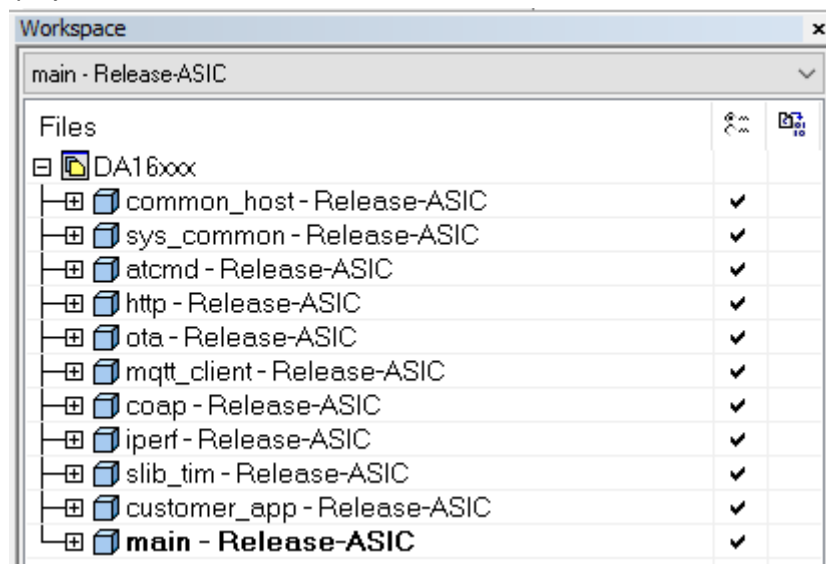 Workspace
main - Release-ASIC
Files
DA16xxx
common_host - Release-ASIC
sys_common - Release-ASIC
atcmd - Release-ASIC
http - Release-ASIC
ota - Release-ASIC
mqtt_client - Release-ASIC
coap - Release-ASIC
iperf - Release-ASIC
slib_tim - Release-ASIC
customer_app - Release-ASIC
main - Release-ASIC